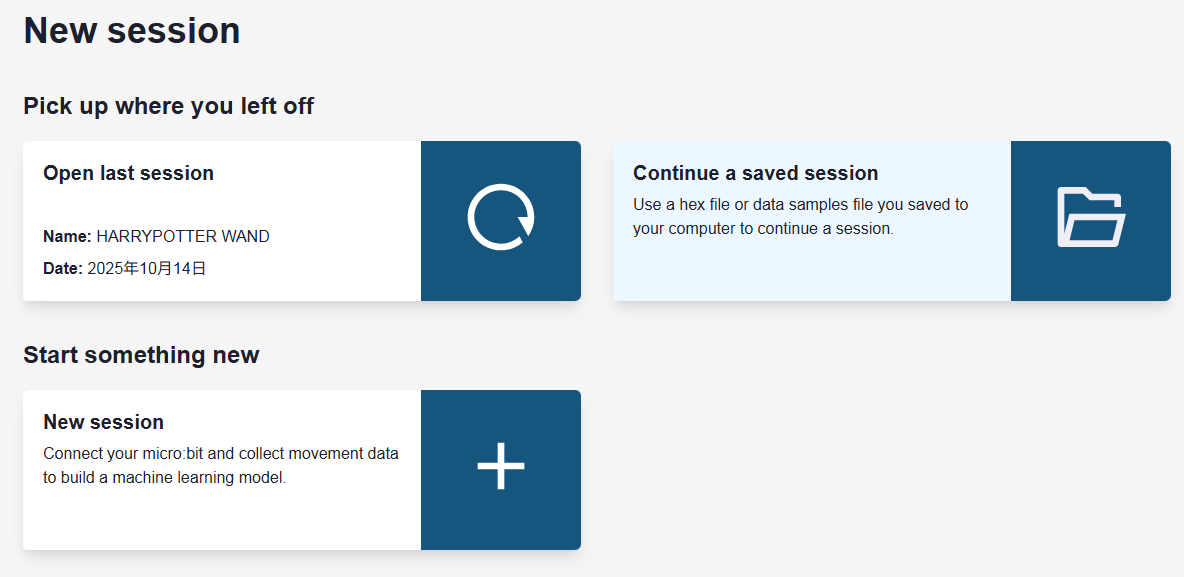 New session
Pick up where you left off
Open last session
Name: HARRYPOTTER WAND
Date: 2025年10月14日
Continue a saved session
Use a hex file or data samples file you saved to
your computer to continue a session.
Start something new
New session
Connect your micro:bit and collect movement data
to build a machine learning model.